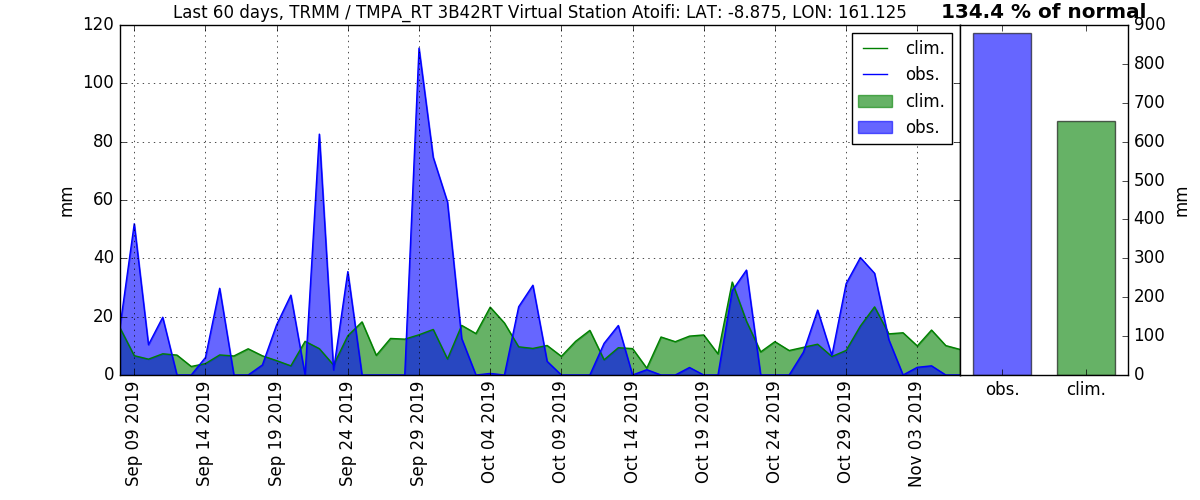 Last 60 days, TRMM / TMPA_RT 3B42RT Virtual Station Atoifi: LAT: -8.875, LON: 161.125
134.4 % of normal
120
100
80
60
40
20
0
mm
clim.
obs.
clim.
obs.
Sep 09 2019
Sep 14 2019
Sep 19 2019
Sep 24 2019
Sep 29 2019
Oct 04 2019
Oct 09 2019
Oct 14 2019
Oct 19 2019
Oct 24 2019
Oct 29 2019
Nov 03 2019
900
800
700
600
500
400
300
200
100
0
mm
obs.
clim.